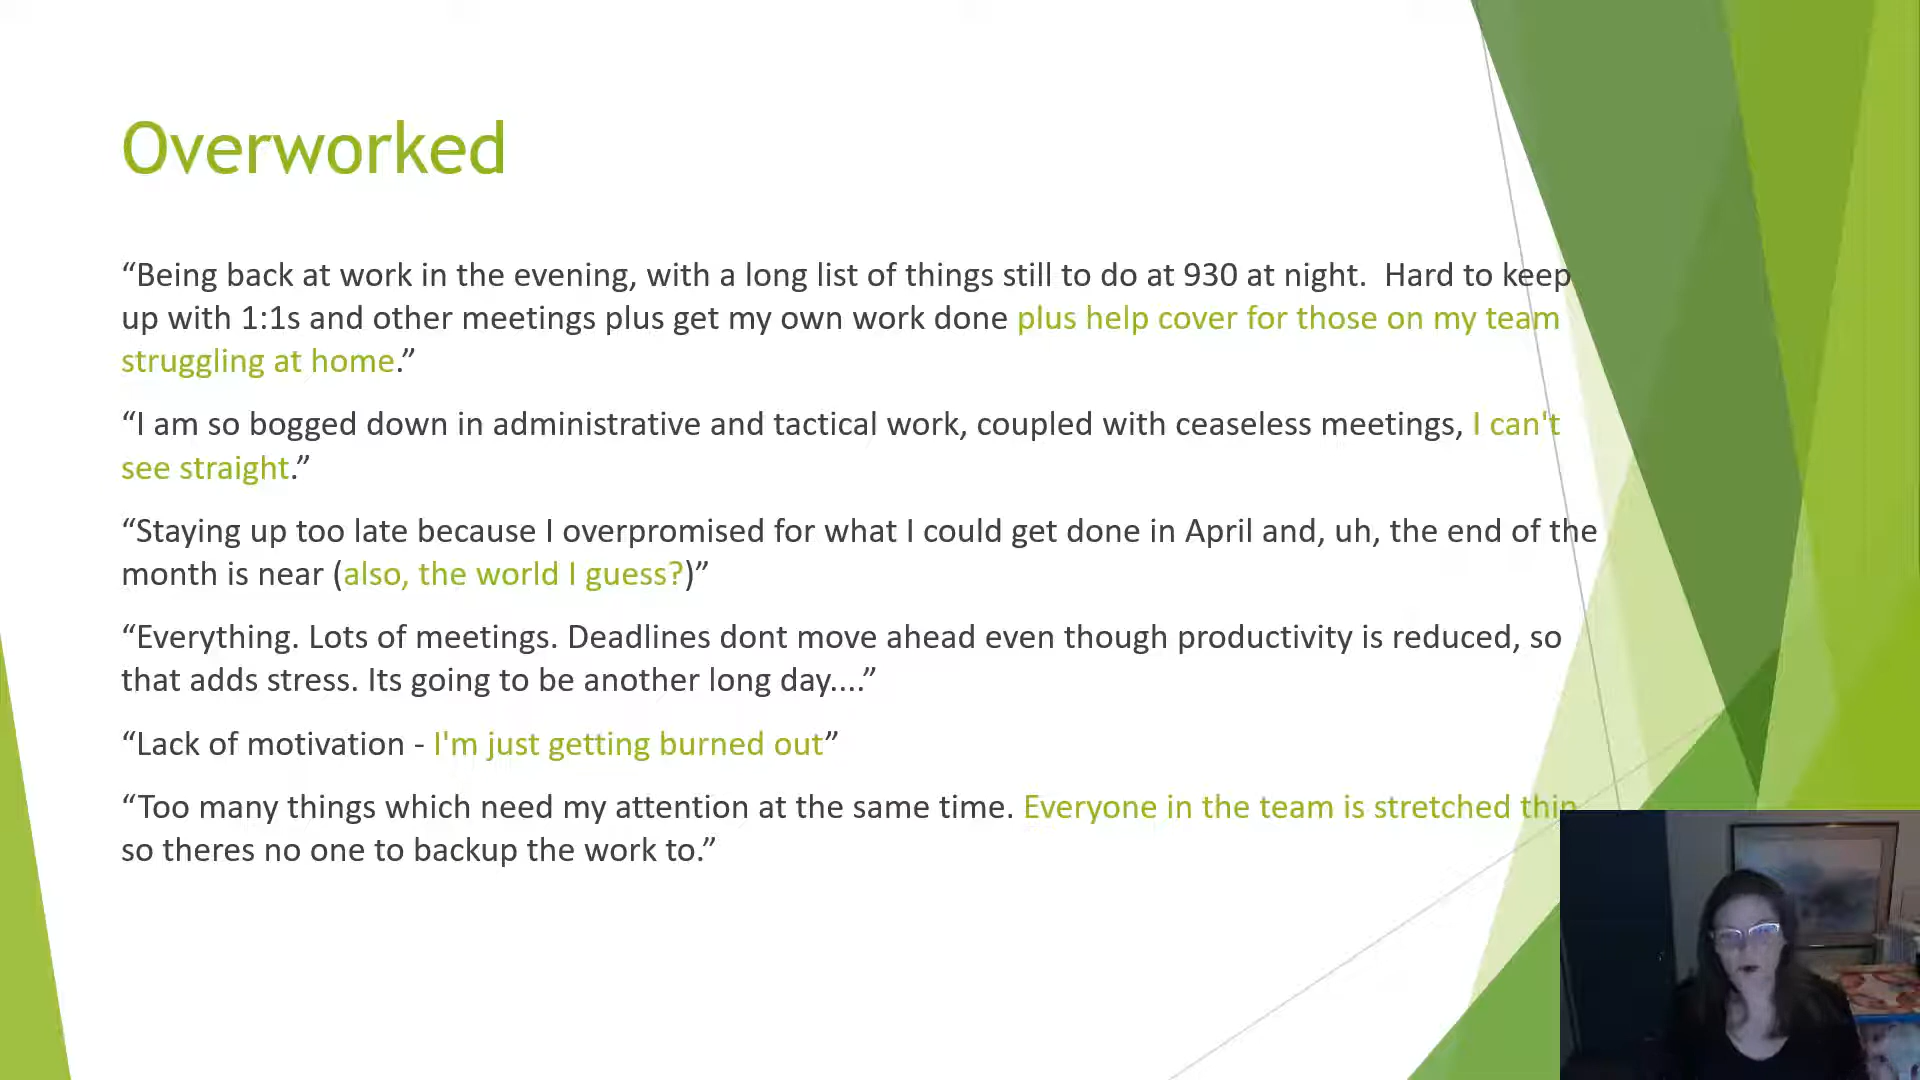 Overworked
“Being back at work in the evening, with a long list of things still to do at 930 at night.  Hard to keep
up with 1:1s and other meetings plus get my own work done plus help cover for those on my team
struggling at home.”
“I am so bogged down in administrative and tactical work, coupled with ceaseless meetings, I can't
see straight.”
“Staying up too late because I overpromised for what I could get done in April and, uh, the end of the
month is near (also, the world I guess?)”
“Everything. Lots of meetings. Deadlines dont move ahead even though productivity is reduced, so
that adds stress. Its going to be another long day....”
“Lack of motivation - I'm just getting burned out”
“Too many things which need my attention at the same time. Everyone in the team is stretched thin
so theres no one to backup the work to.”